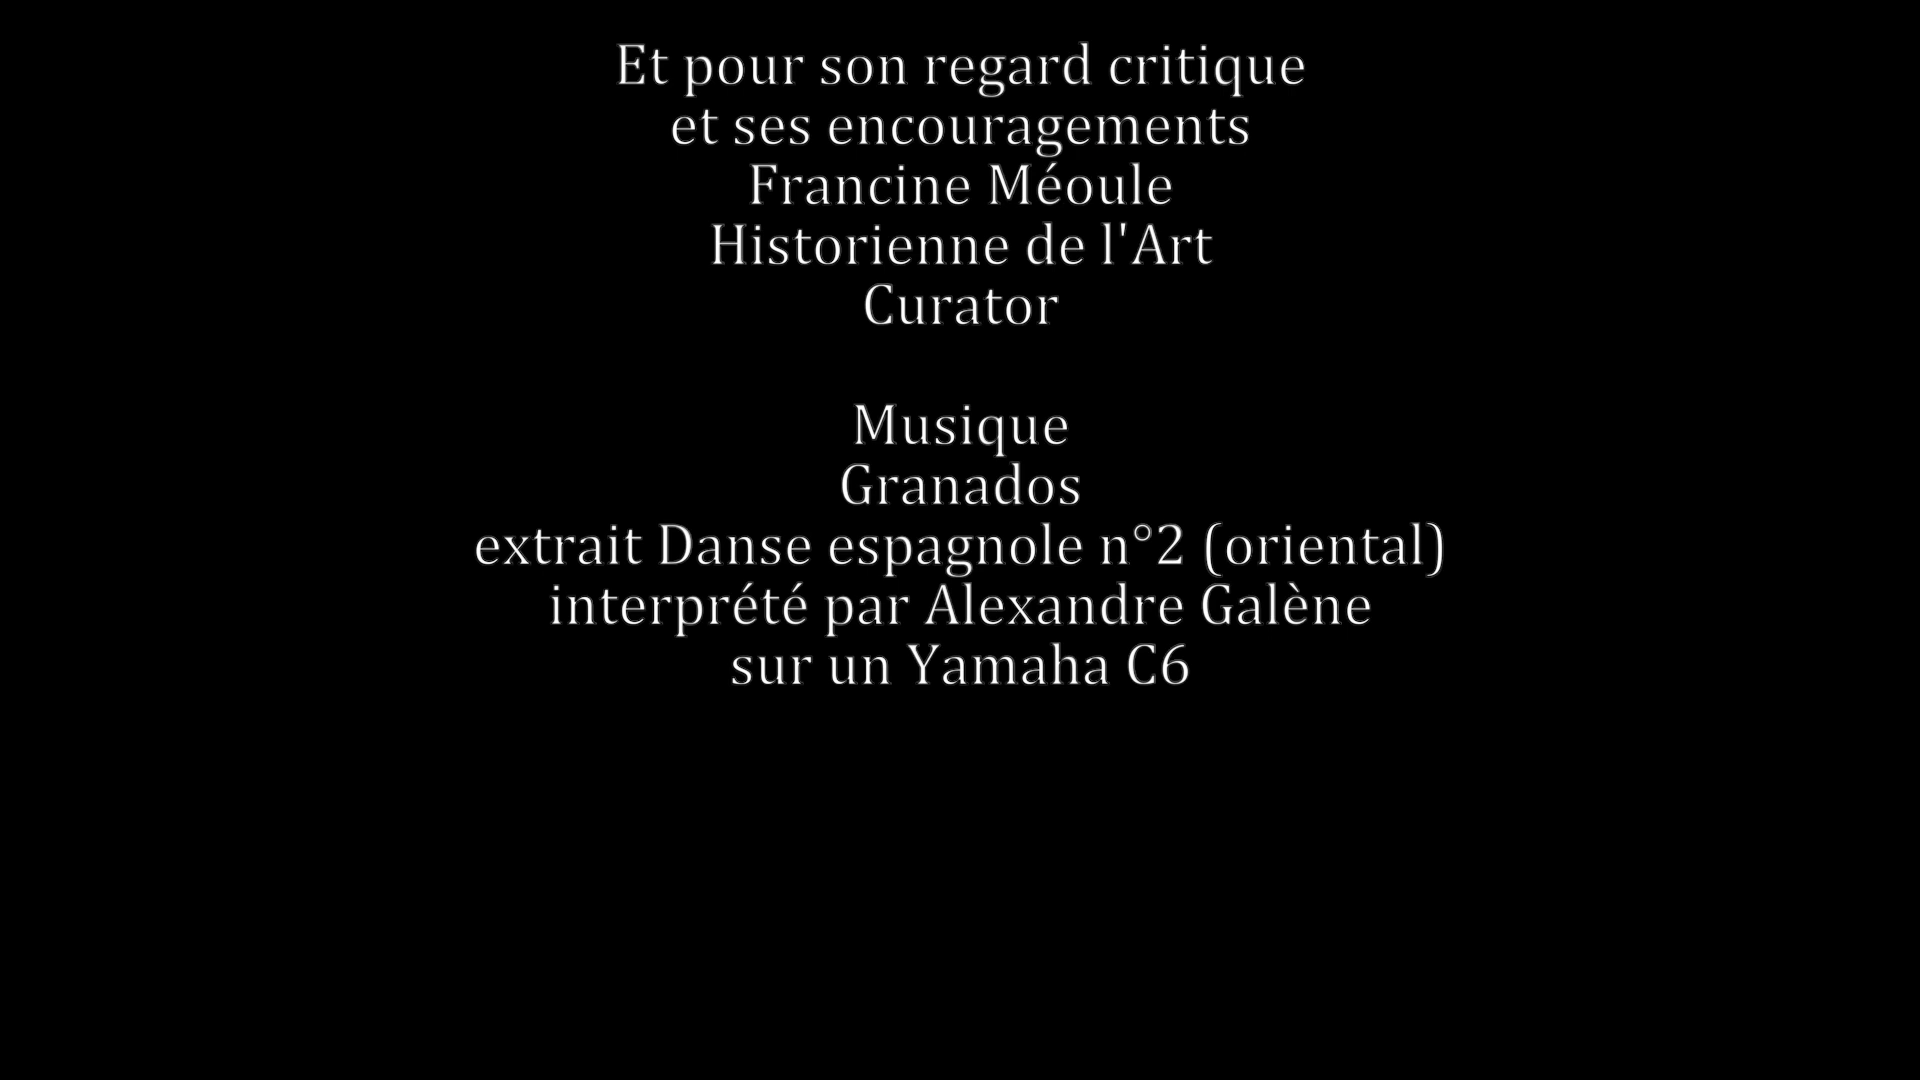 Et pour son regard critique
et ses encouragements
Francine Méoule
Historienne de l'Art
Curator
Musique
Granados
extrait Danse espagnole n°2 (oriental)
interprété par Alexandre Galène
sur un Yamaha C6